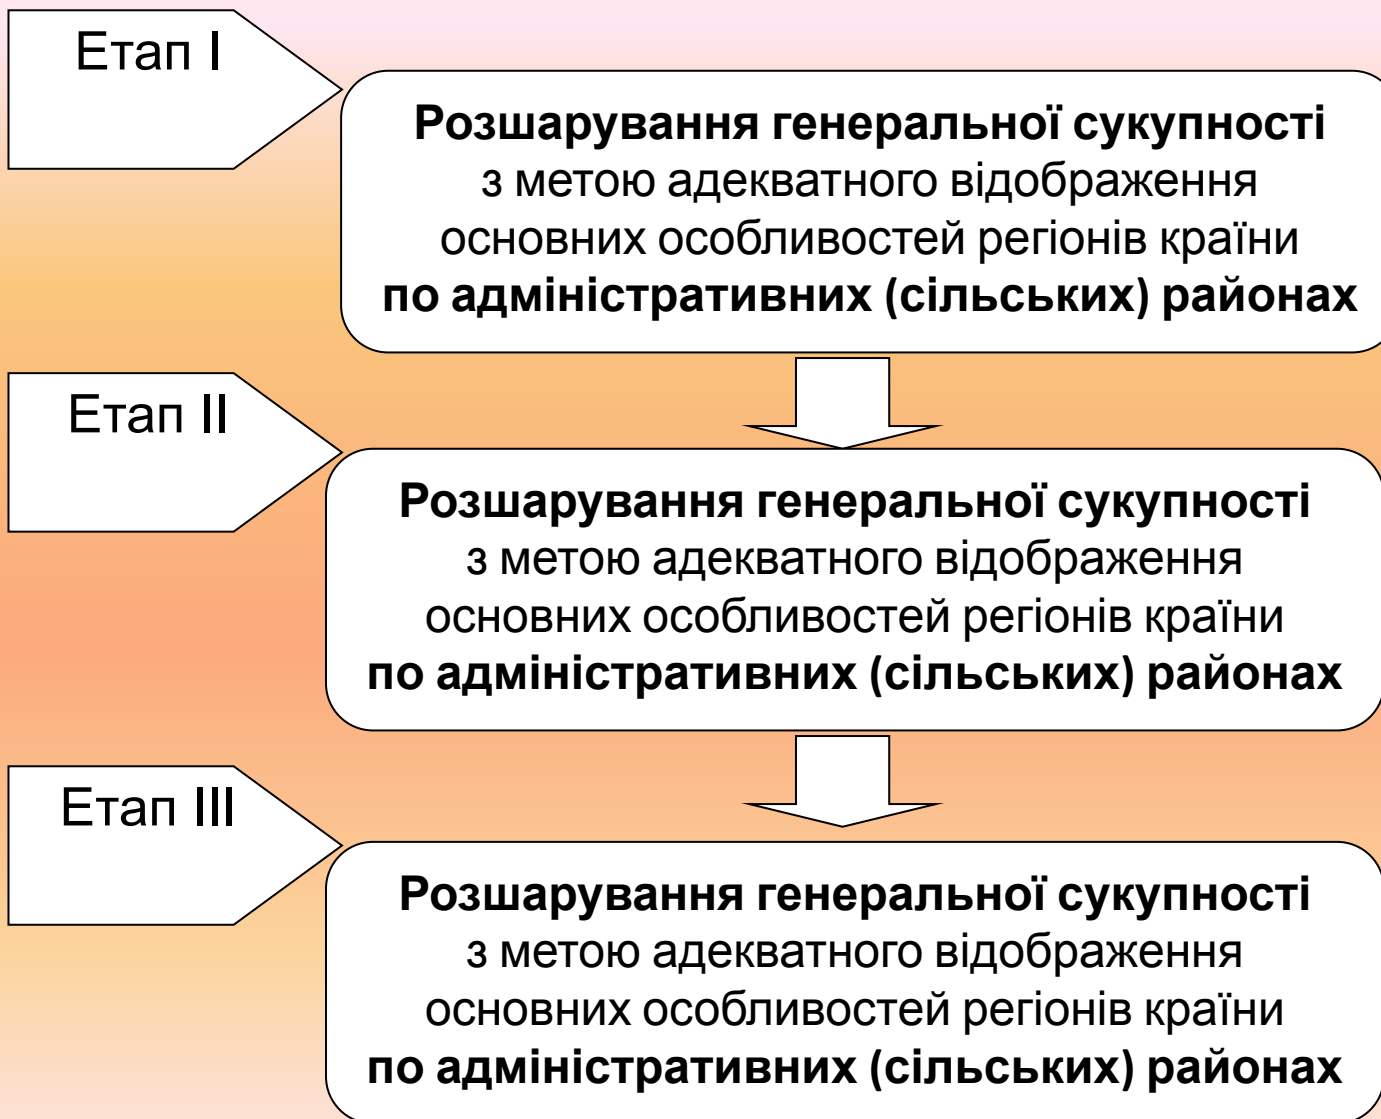 Етап I
Розшарування генеральної сукупності
з метою адекватного відображення
основних особливостей регіонів країни
по адміністративних (сільських) районах
Етап II
Розшарування генеральної сукупності
з метою адекватного відображення
основних особливостей регіонів країни
по адміністративних (сільських) районах
Етап III
Розшарування генеральної сукупності
з метою адекватного відображення
основних особливостей регіонів країни
по адміністративних (сільських) районах